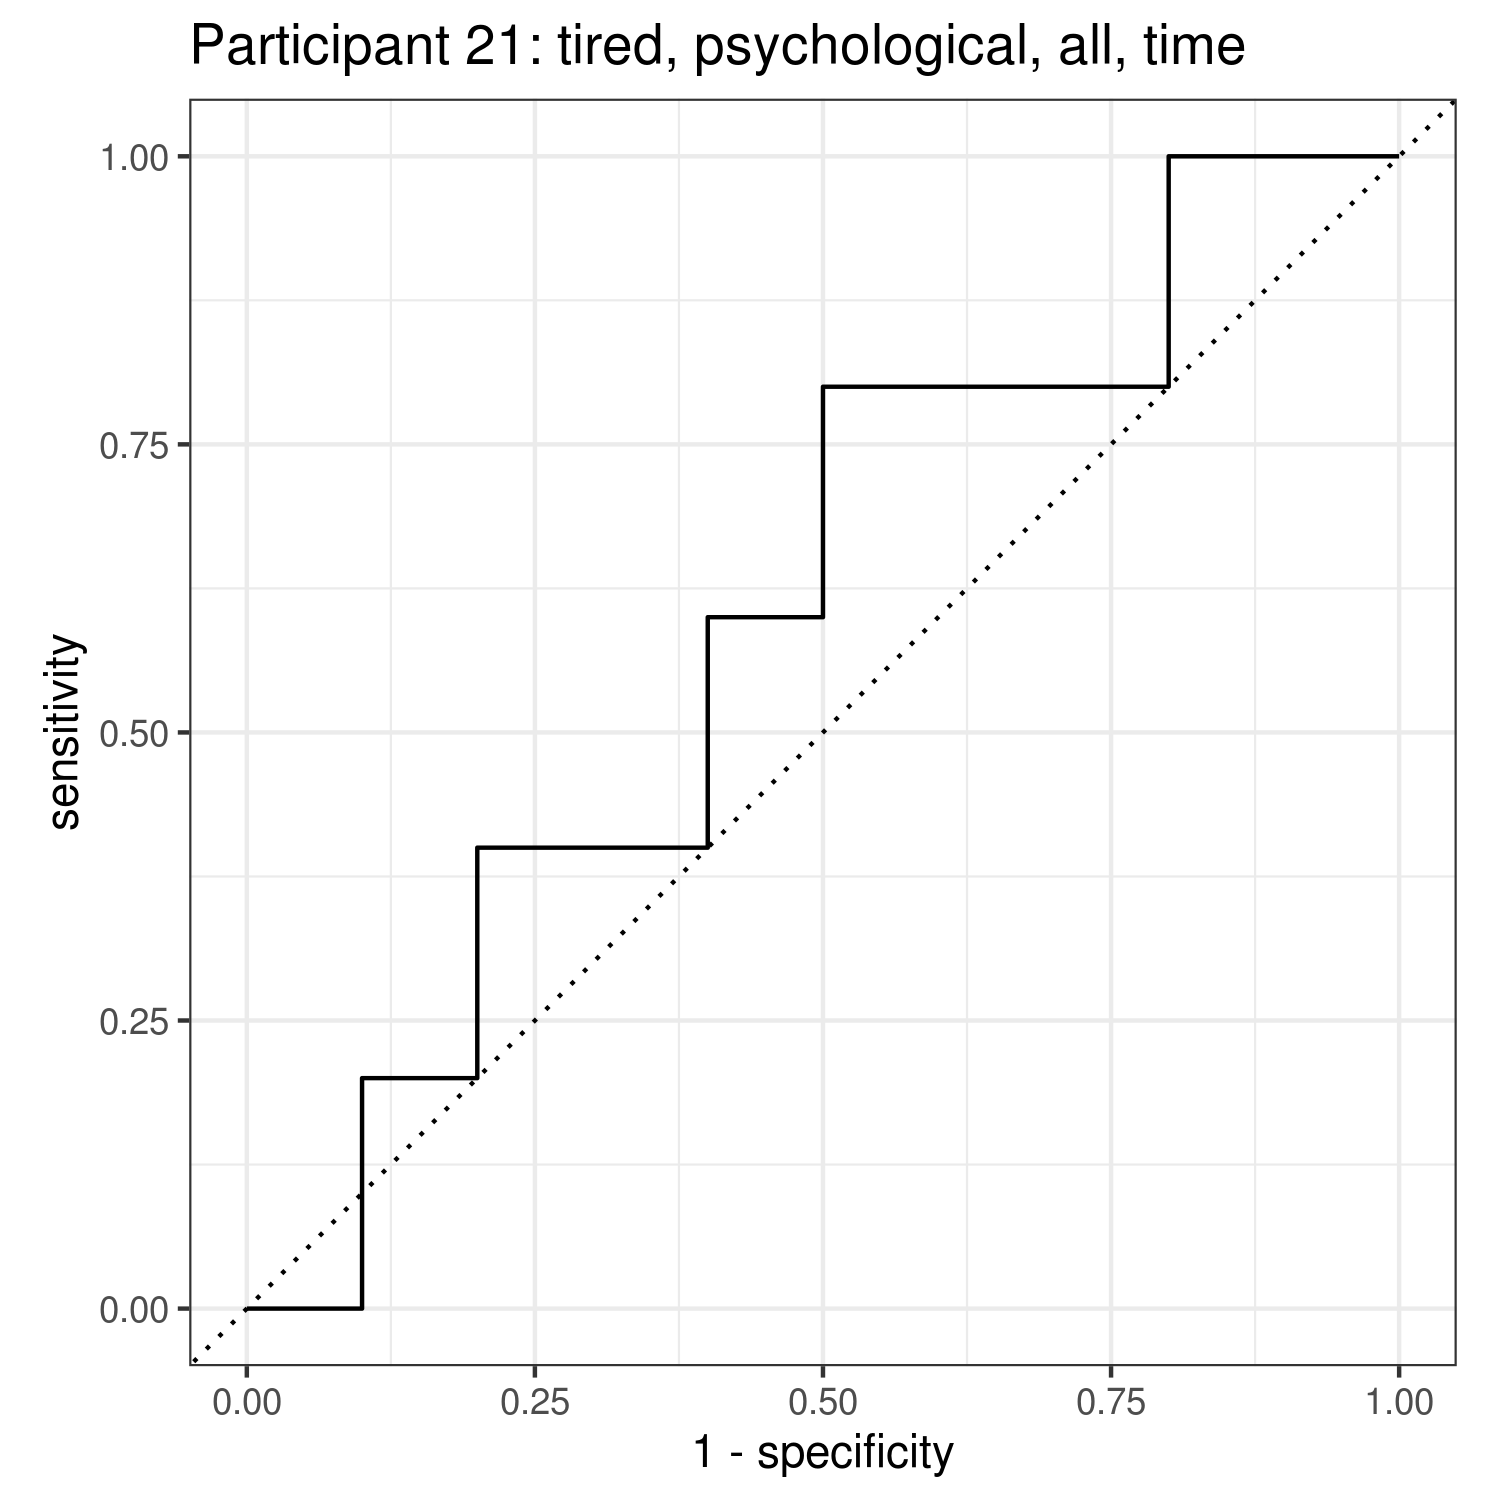 Participant 21: tired, psychological, all, time
1.00
0.75
0.50
0.25
0.00
sensitivity
0.00 0.25 0.50 0.75 1.00
1 - specificity